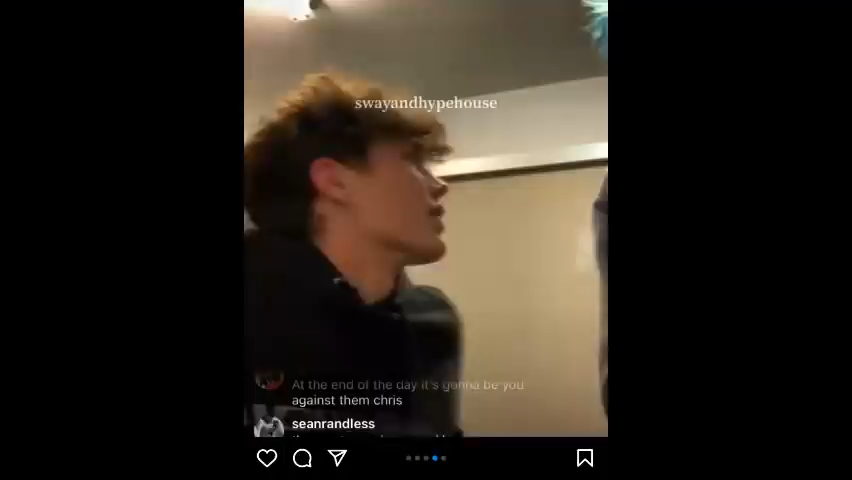 swayandhypehouse
At the end of the day it's gonna be you
against them chris
seanrandless